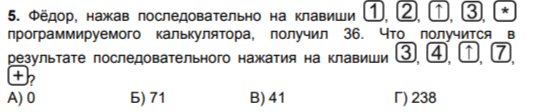 5. Фёдор, нажав последовательно на клавиши 1, 2, ↑, 3, *
программируемого калькулятора, получил 36. Что получится в
результате последовательного нажатия на клавиши 3, 4, ↑, 7,
+?
А) 0 Б) 71 В) 41 Г) 238